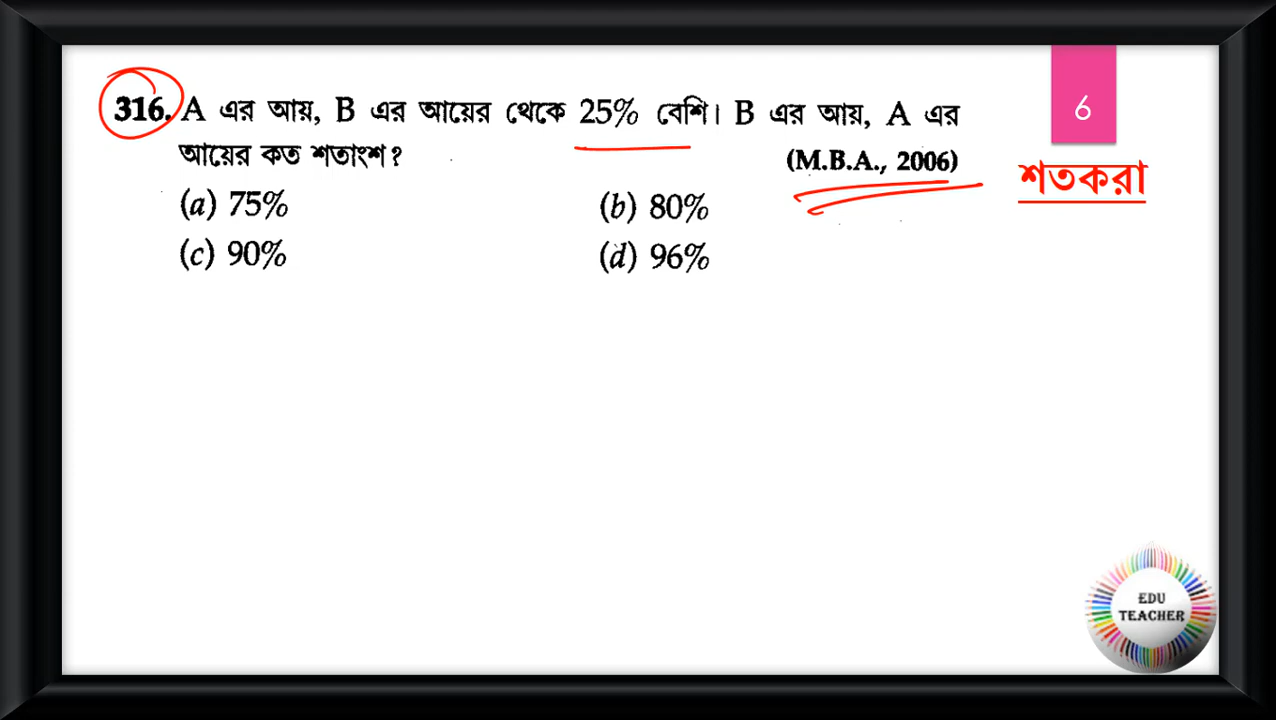 316. A এর আয়, B এর আয়ের থেকে 25% বেশি। B এর আয়, A এর
আয়ের কত শতাংশ?
(M.B.A., 2006)
(a) 75%
(b) 80%
(c) 90%
(d) 96%
6
শতকরা
EDU
TEACHER